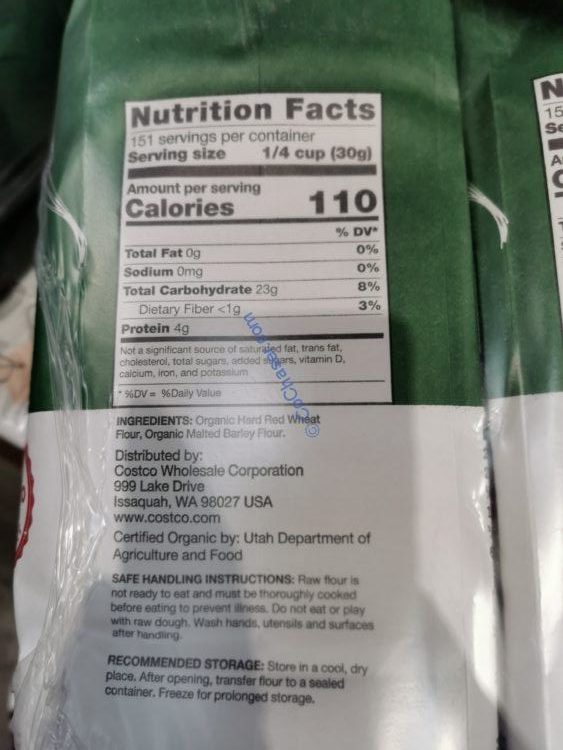 Nutrition Facts
151 servings per container
Serving size 1/4 cup (30g)
Amount per serving
Calories 110
% DV*
Total Fat 0g 0%
Sodium 0mg 0%
Total Carbohydrate 23g 8%
Dietary Fiber <1g 3%
Protein 4g
Not a significant source of saturated fat, trans fat,
cholesterol, total sugars, added sugars, vitamin D,
calcium, iron, and potassium
* %DV = %Daily Value
©CoChaser.com
INGREDIENTS: Organic Hard Red Wheat
Flour, Organic Malted Barley Flour.
Distributed by:
Costco Wholesale Corporation
999 Lake Drive
Issaquah, WA 98027 USA
www.costco.com
Certified Organic by: Utah Department of
Agriculture and Food
SAFE HANDLING INSTRUCTIONS: Raw flour is
not ready to eat and must be thoroughly cooked
before eating to prevent illness. Do not eat or play
with raw dough. Wash hands, utensils and surfaces
after handling.
RECOMMENDED STORAGE: Store in a cool, dry
place. After opening, transfer flour to a sealed
container. Freeze for prolonged storage.
N
15
Se